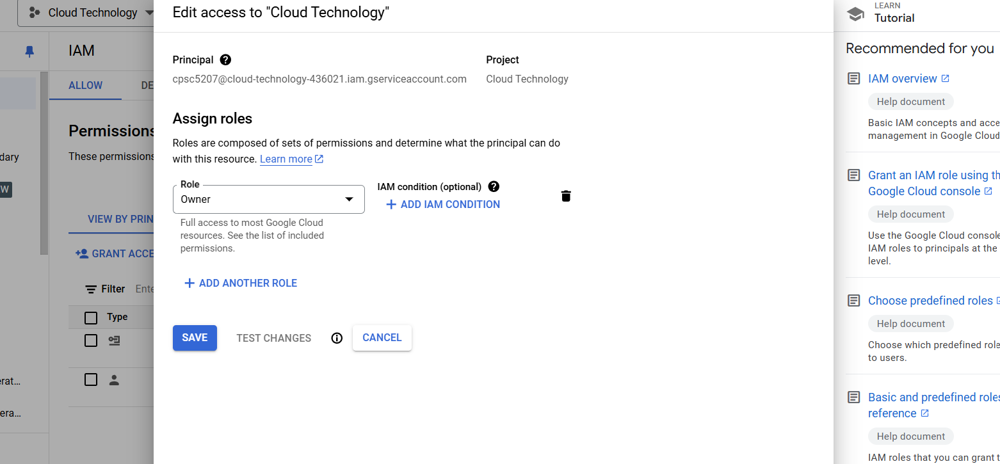 Cloud Technology
IAM
ALLOW
DE
Permissions
These permissions
dary
W
VIEW BY PRIN
GRANT ACCE
Filter Ente
Type
erat...
era...
Edit access to "Cloud Technology"
Principal
Project
cpsc5207@cloud-technology-436021.iam.gserviceaccount.com
Cloud Technology
Assign roles
Roles are composed of sets of permissions and determine what the principal can do
with this resource. Learn more
Role
Owner
IAM condition (optional)
ADD IAM CONDITION
Full access to most Google Cloud
resources. See the list of included
permissions.
ADD ANOTHER ROLE
SAVE
TEST CHANGES
CANCEL
LEARN
Tutorial
Recommended for you
IAM overview
Help document
Basic IAM concepts and acce
management in Google Cloud
Grant an IAM role using th
Google Cloud console
Help document
Use the Google Cloud console
IAM roles to principals at the
level.
Choose predefined roles
Help document
Choose which predefined role
to users.
Basic and predefined roles
reference
Help document
IAM roles that you can grant t